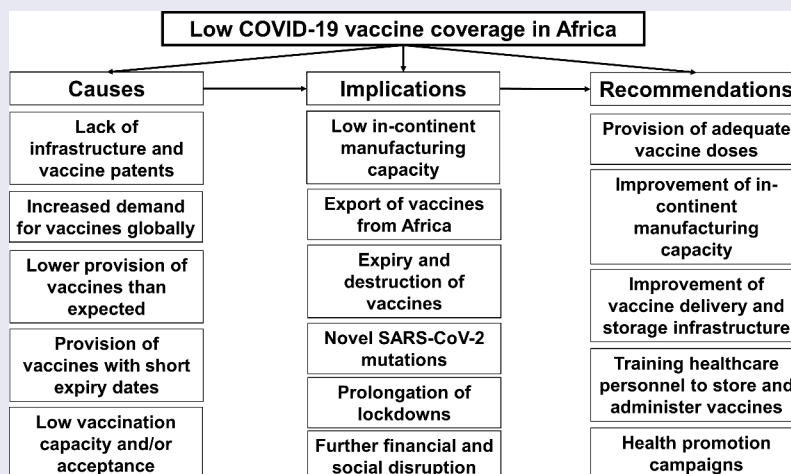 Low COVID-19 vaccine coverage in Africa
Causes
Lack of
infrastructure and
vaccine patents
Increased demand
for vaccines globally
Lower provision of
vaccines than
expected
Provision of
vaccines with short
expiry dates
Low vaccination
capacity and/or
acceptance
Implications
Low in-continent
manufacturing
capacity
Export of vaccines
from Africa
Expiry and
destruction of
vaccines
Novel SARS-CoV-2
mutations
Prolongation of
lockdowns
Further financial and
social disruption
Recommendations
Provision of adequate
vaccine doses
Improvement of in-
continent
manufacturing
capacity
Improvement of
vaccine delivery and
storage infrastructure
Training healthcare
personnel to store and
administer vaccines
Health promotion
campaigns